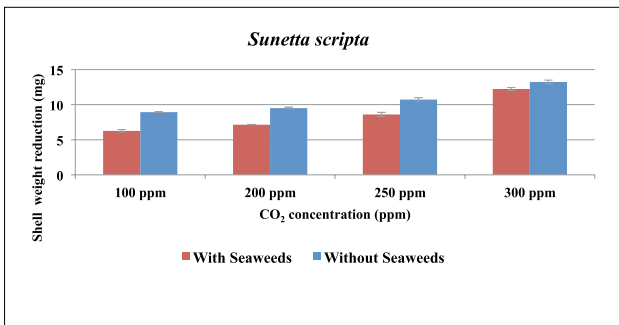 Sunetta scripta
Shell weight reduction (mg)
15
10
5
0
100 ppm 200 ppm 250 ppm 300 ppm
CO₂ concentration (ppm)
With Seaweeds Without Seaweeds